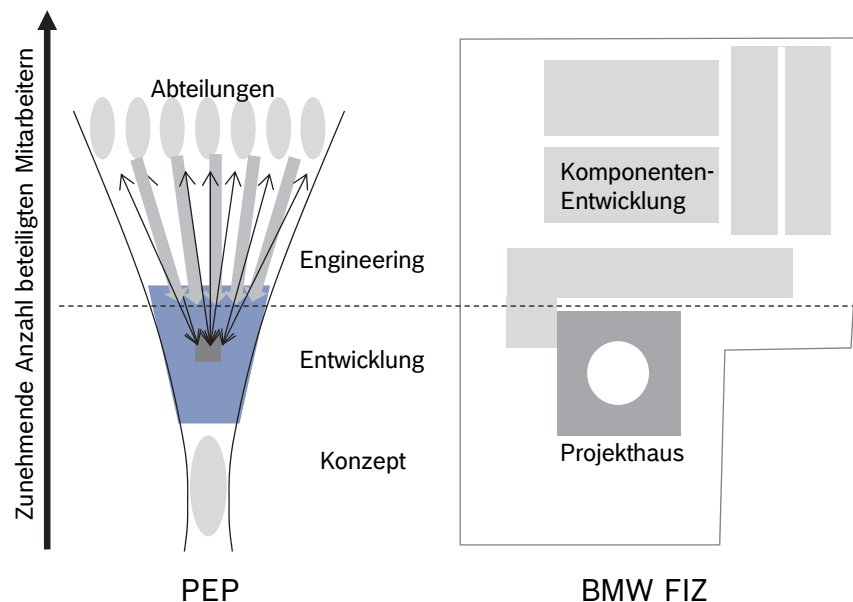 Zunehmende Anzahl beteiligten Mitarbeitern
Abteilungen
Engineering
Entwicklung
Konzept
PEP
Komponenten-
Entwicklung
Projekthaus
BMW FIZ